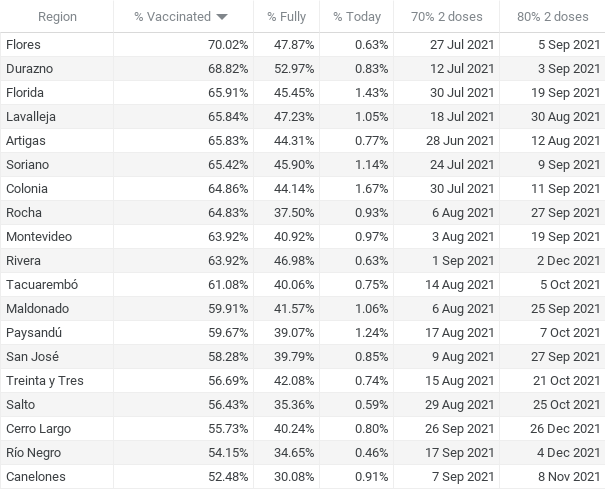 Region % Vaccinated % Fully % Today 70% 2 doses 80% 2 doses
Flores 70.02% 47.87% 0.63% 27 Jul 2021 5 Sep 2021
Durazno 68.82% 52.97% 0.83% 12 Jul 2021 3 Sep 2021
Florida 65.91% 45.45% 1.43% 30 Jul 2021 19 Sep 2021
Lavalleja 65.84% 47.23% 1.05% 18 Jul 2021 30 Aug 2021
Artigas 65.83% 44.31% 0.77% 28 Jun 2021 12 Aug 2021
Soriano 65.42% 45.90% 1.14% 24 Jul 2021 9 Sep 2021
Colonia 64.86% 44.14% 1.67% 30 Jul 2021 11 Sep 2021
Rocha 64.83% 37.50% 0.93% 6 Aug 2021 27 Sep 2021
Montevideo 63.92% 40.92% 0.97% 3 Aug 2021 19 Sep 2021
Rivera 63.92% 46.98% 0.63% 1 Sep 2021 2 Dec 2021
Tacuarembó 61.08% 40.06% 0.75% 14 Aug 2021 5 Oct 2021
Maldonado 59.91% 41.57% 1.06% 6 Aug 2021 25 Sep 2021
Paysandú 59.67% 39.07% 1.24% 17 Aug 2021 7 Oct 2021
San José 58.28% 39.79% 0.85% 9 Aug 2021 27 Sep 2021
Treinta y Tres 56.69% 42.08% 0.74% 15 Aug 2021 21 Oct 2021
Salto 56.43% 35.36% 0.59% 29 Aug 2021 25 Oct 2021
Cerro Largo 55.73% 40.24% 0.80% 26 Sep 2021 26 Dec 2021
Río Negro 54.15% 34.65% 0.46% 17 Sep 2021 4 Dec 2021
Canelones 52.48% 30.08% 0.91% 7 Sep 2021 8 Nov 2021